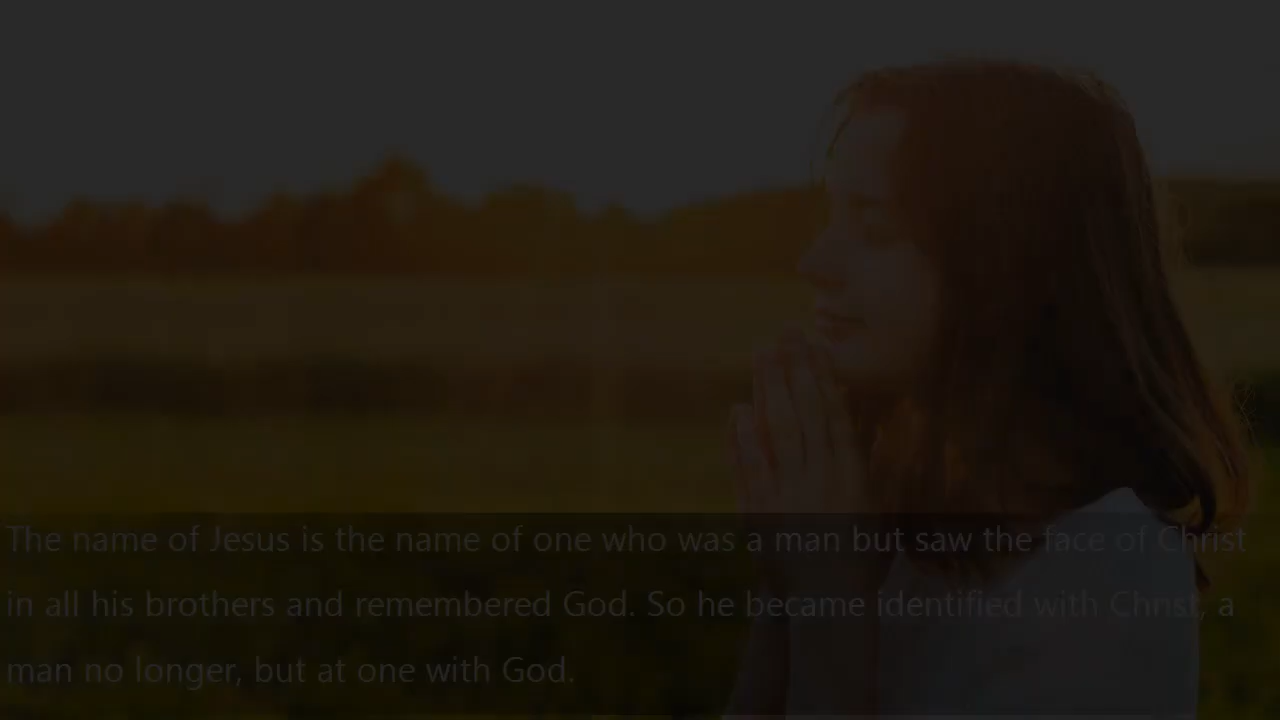 The name of Jesus is the name of one who was a man but saw the face of Christ
in all his brothers and remembered God. So he became identified with Christ, a
man no longer, but at one with God.